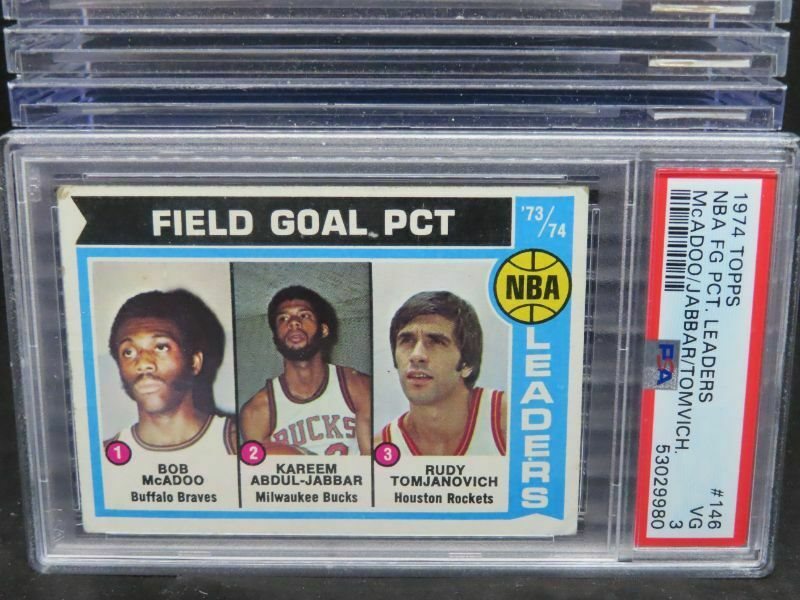 FIELD GOAL PCT
'73/74
NBA
LEADERS
BUCKS
1
BOB
McADOO
Buffalo Braves
2
KAREEM
ABDUL-JABBAR
Milwaukee Bucks
3
RUDY
TOMJANOVICH
Houston Rockets
1974 TOPPS #146
NBA FG PCT. LEADERS VG
McADOO/JABBAR/TOMVICH. 3
PSA 53029980